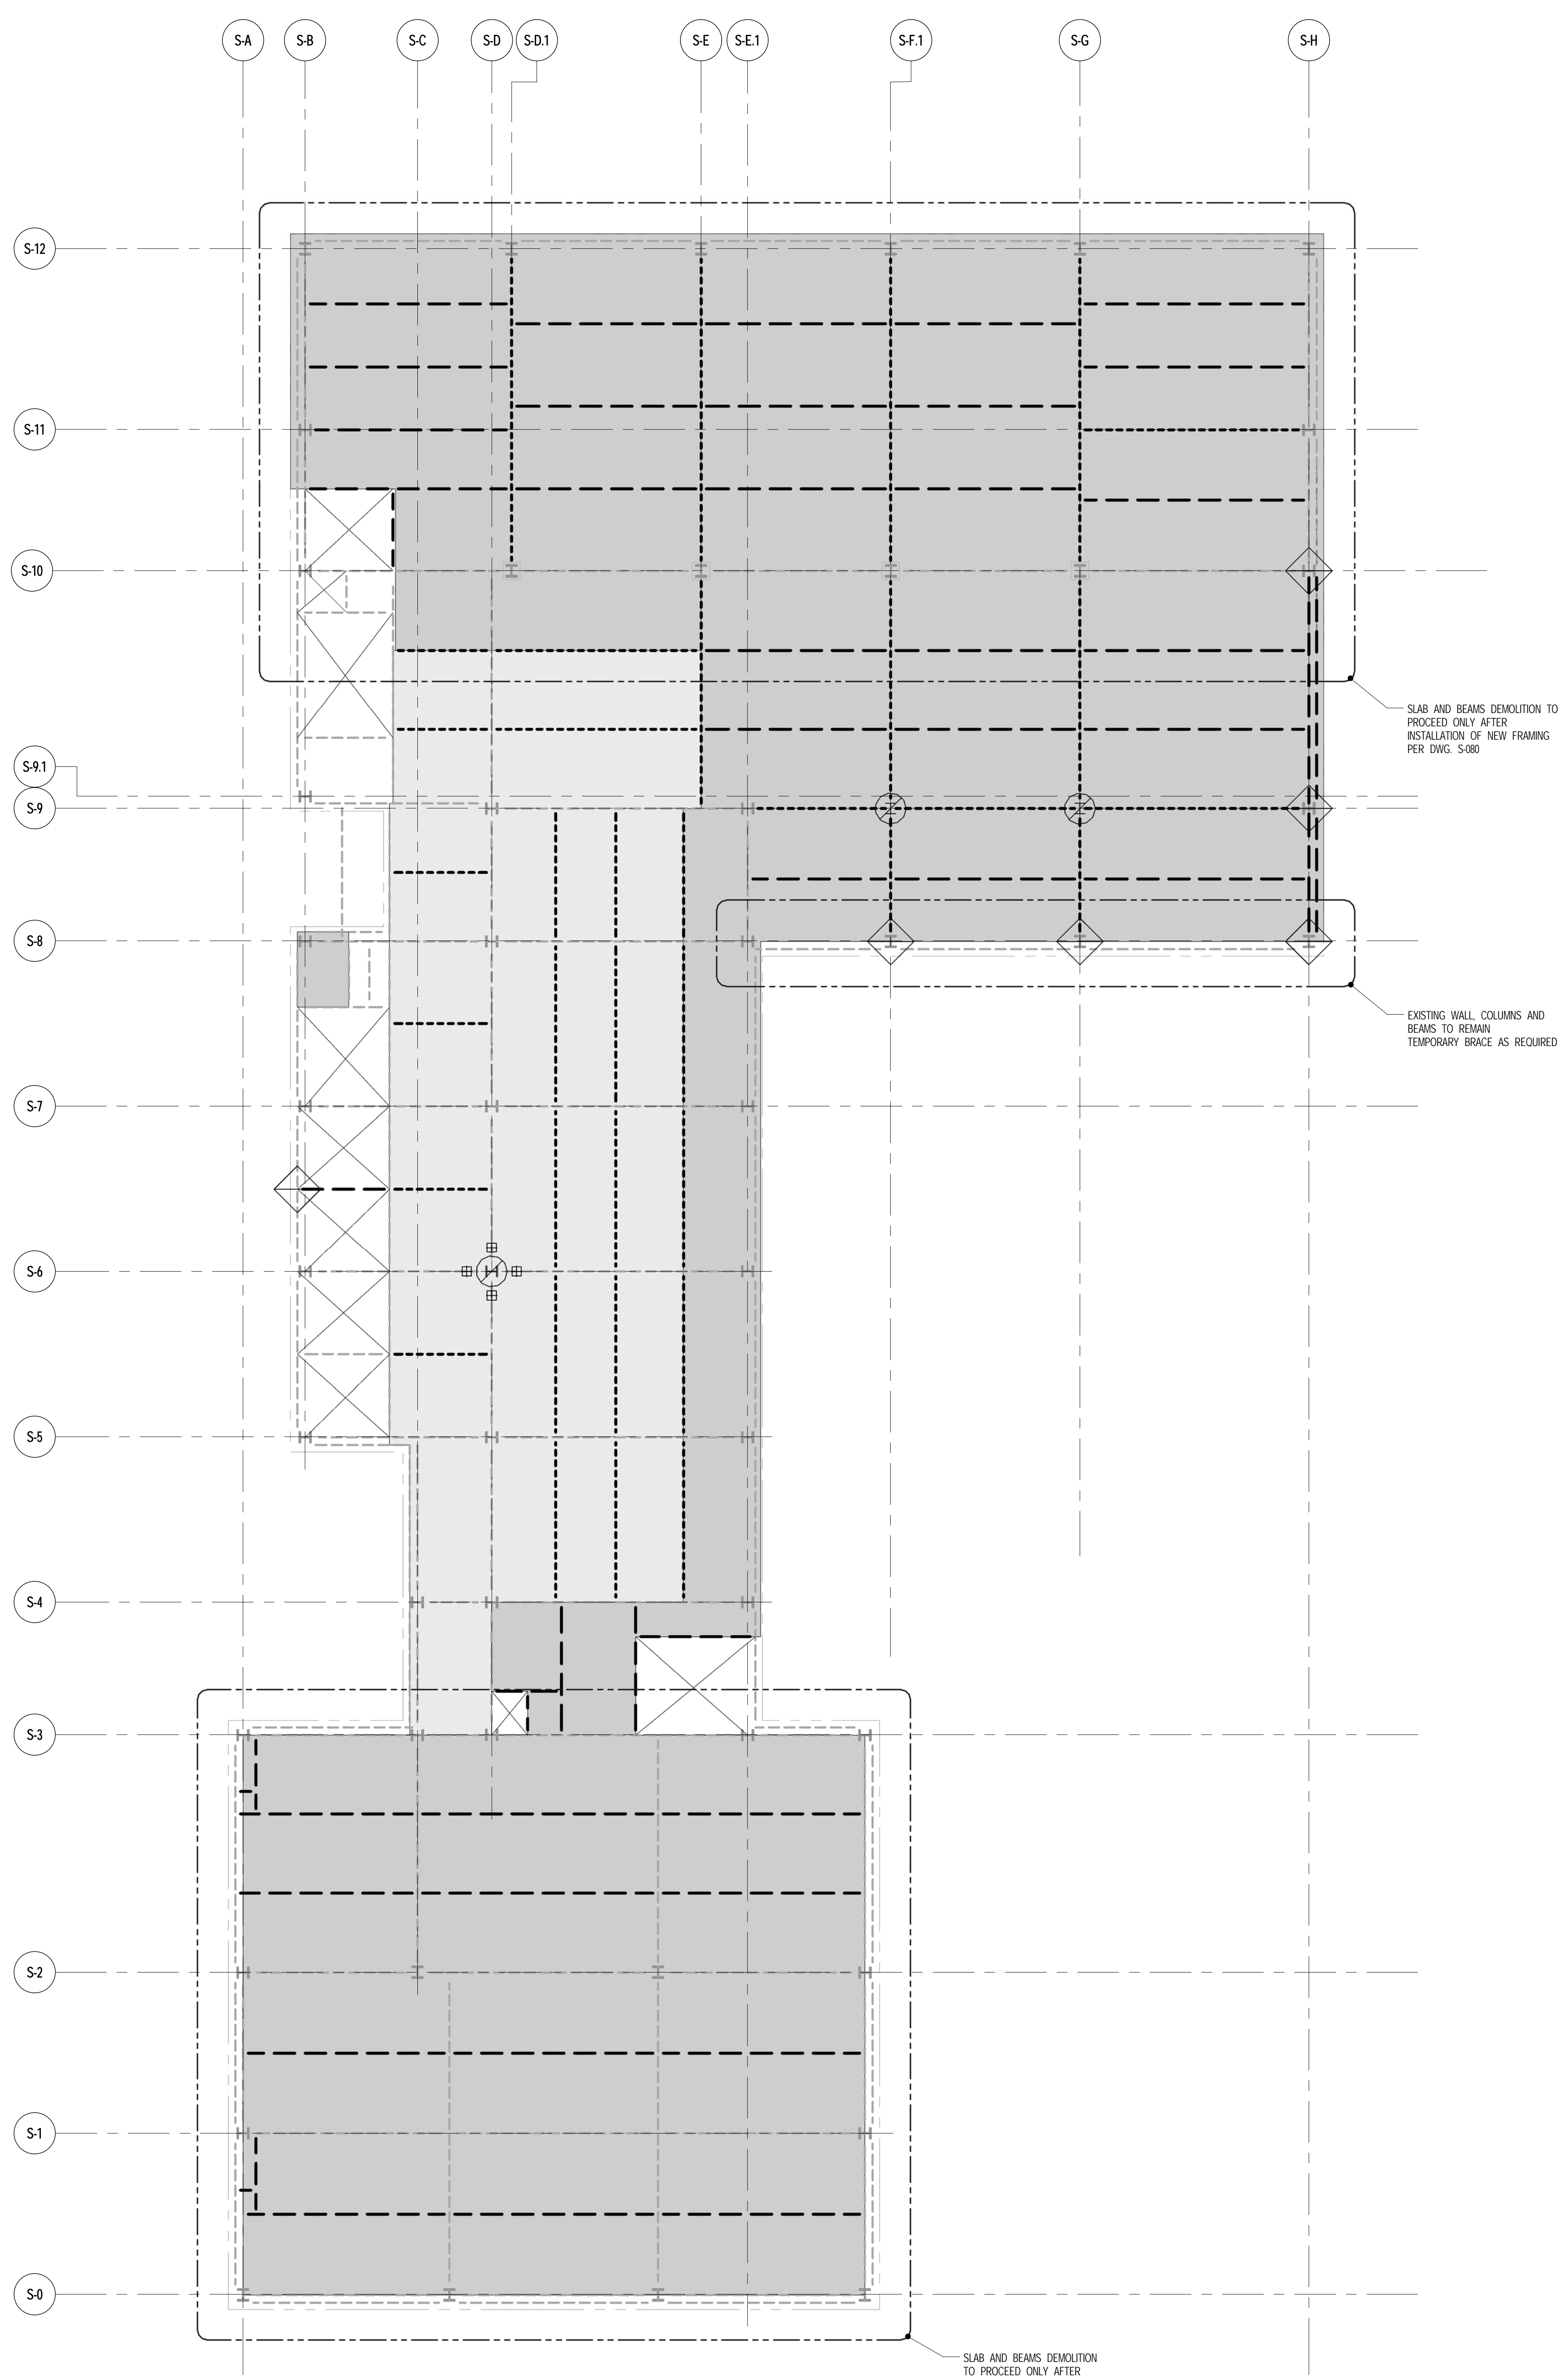 S-A S-B S-C S-D S-D.1 S-E S-E.1 S-F.1 S-G S-H
S-12
S-11
S-10
SLAB AND BEAMS DEMOLITION TO
PROCEED ONLY AFTER
INSTALLATION OF NEW FRAMING
PER DWG. S-080
S-9.1
S-9
S-8
EXISTING WALL, COLUMNS AND
BEAMS TO REMAIN
TEMPORARY BRACE AS REQUIRED
S-7
S-6
S-5
S-4
S-3
S-2
S-1
S-0
SLAB AND BEAMS DEMOLITION
TO PROCEED ONLY AFTER